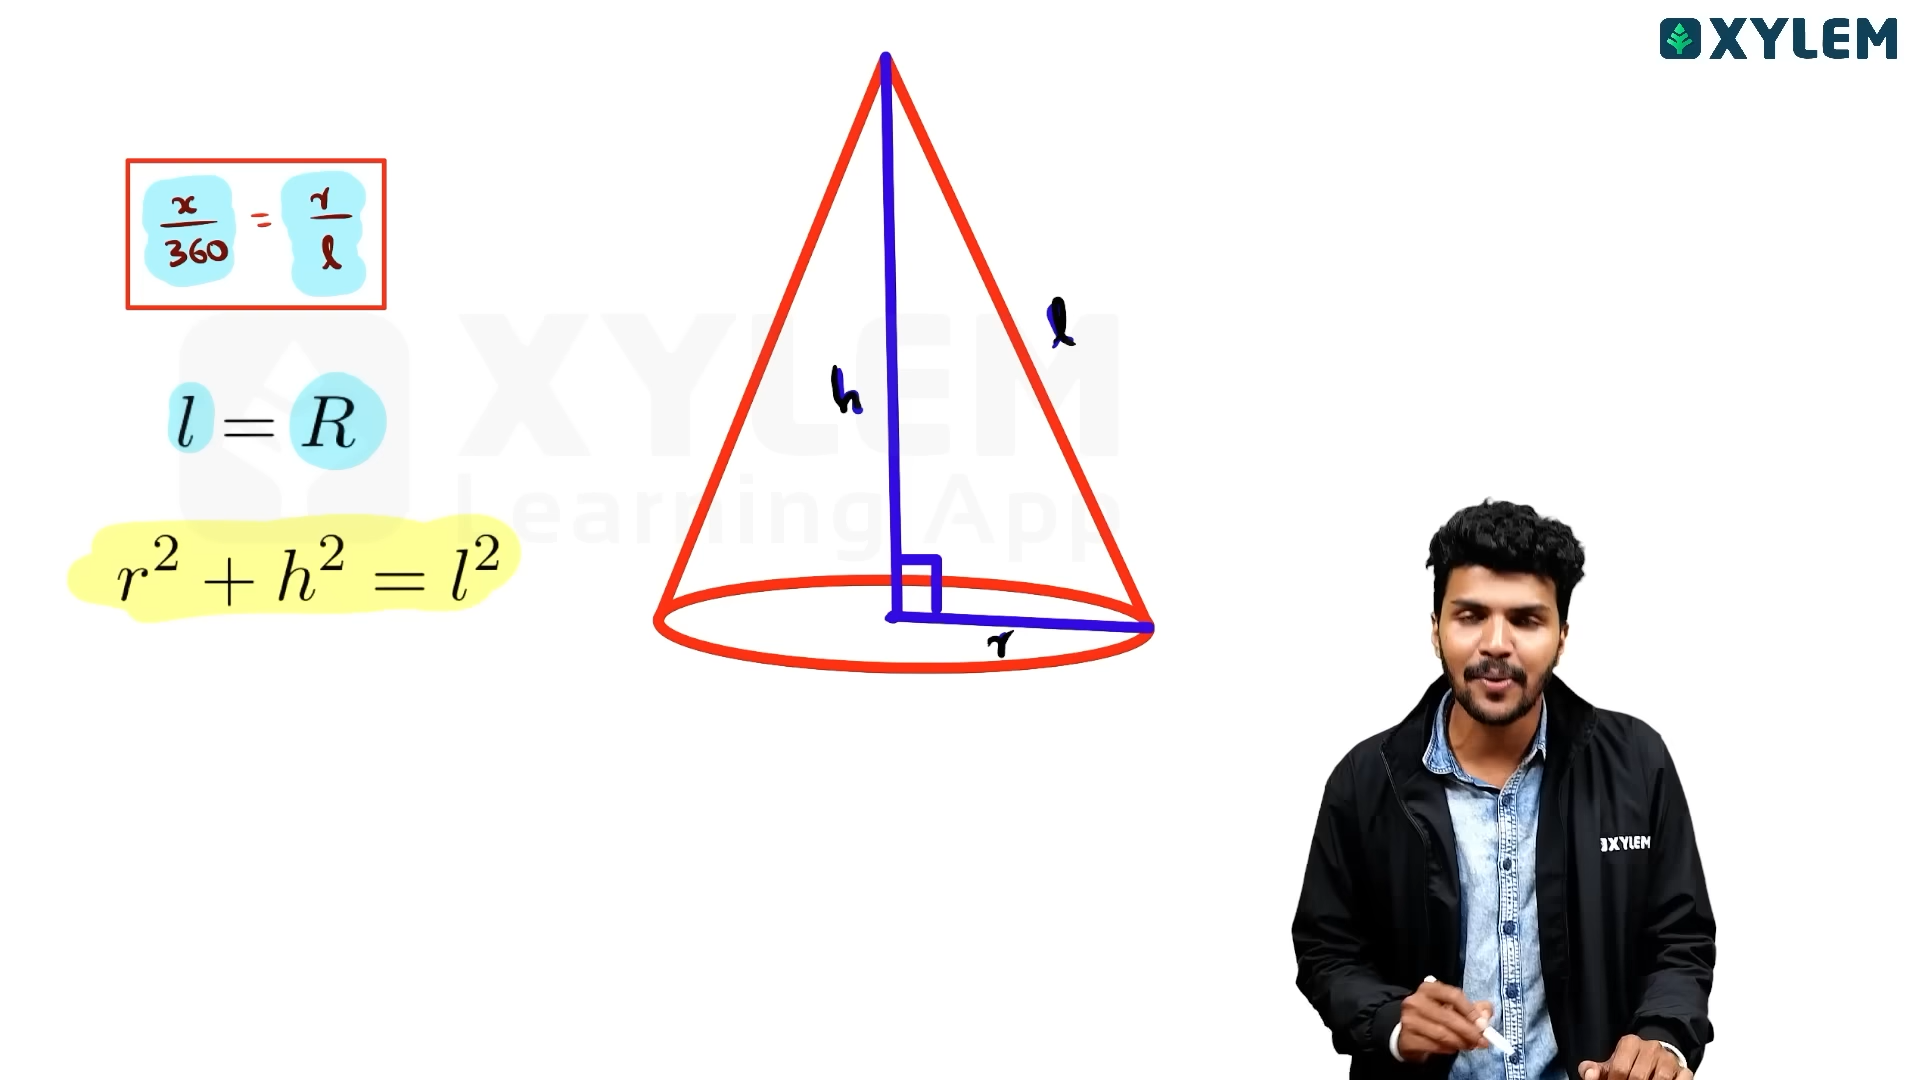 XYLEM
x/360 = r/l
l = R
r² + h² = l²
h
l
r
XYLEM
Learning App
XYLEM